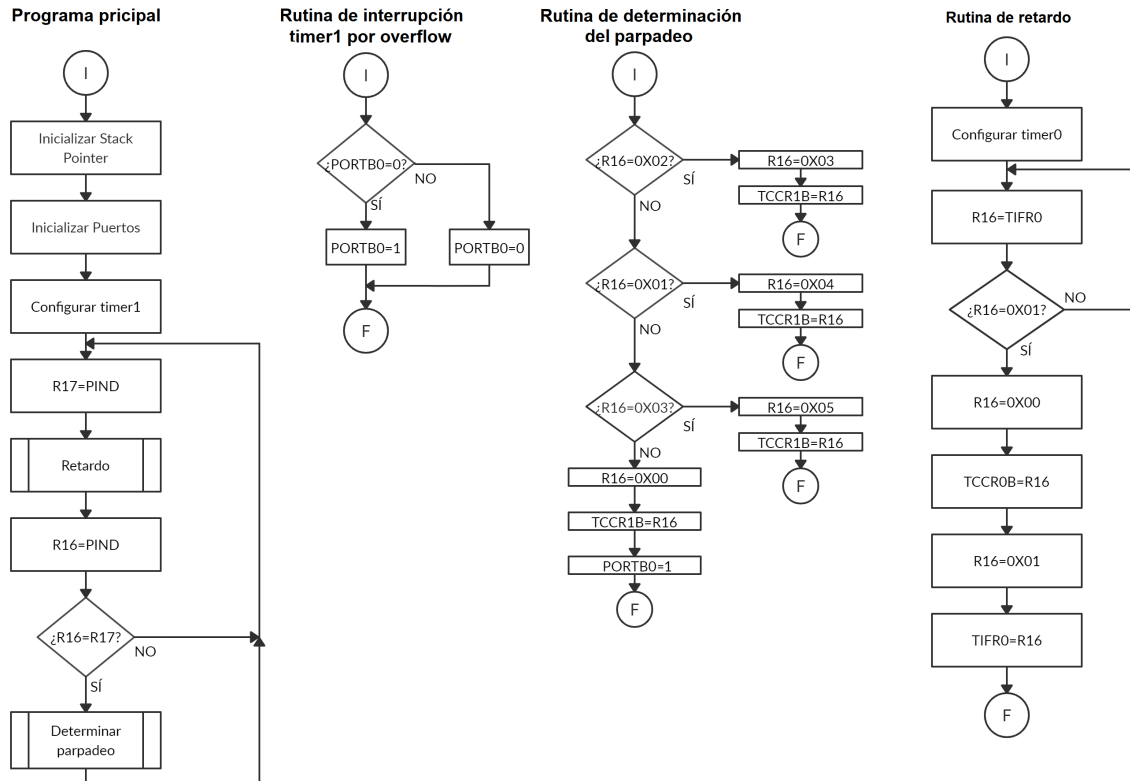 Programa pricipal
I
Inicializar Stack
Pointer
Inicializar Puertos
Configurar timer1
R17=PIND
Retardo
R16=PIND
¿R16=R17?
NO
SÍ
Determinar
parpadeo
Rutina de interrupción
timer1 por overflow
I
¿PORTB0=0?
NO
SÍ
PORTB0=1
PORTB0=0
F
Rutina de determinación
del parpadeo
I
¿R16=0X02?
SÍ
NO
R16=0X03
TCCR1B=R16
F
¿R16=0X01?
SÍ
NO
R16=0X04
TCCR1B=R16
F
¿R16=0X03?
SÍ
NO
R16=0X05
TCCR1B=R16
F
R16=0X00
TCCR1B=R16
PORTB0=1
F
Rutina de retardo
I
Configurar timer0
R16=TIFR0
¿R16=0X01?
NO
SÍ
R16=0X00
TCCR0B=R16
R16=0X01
TIFR0=R16
F